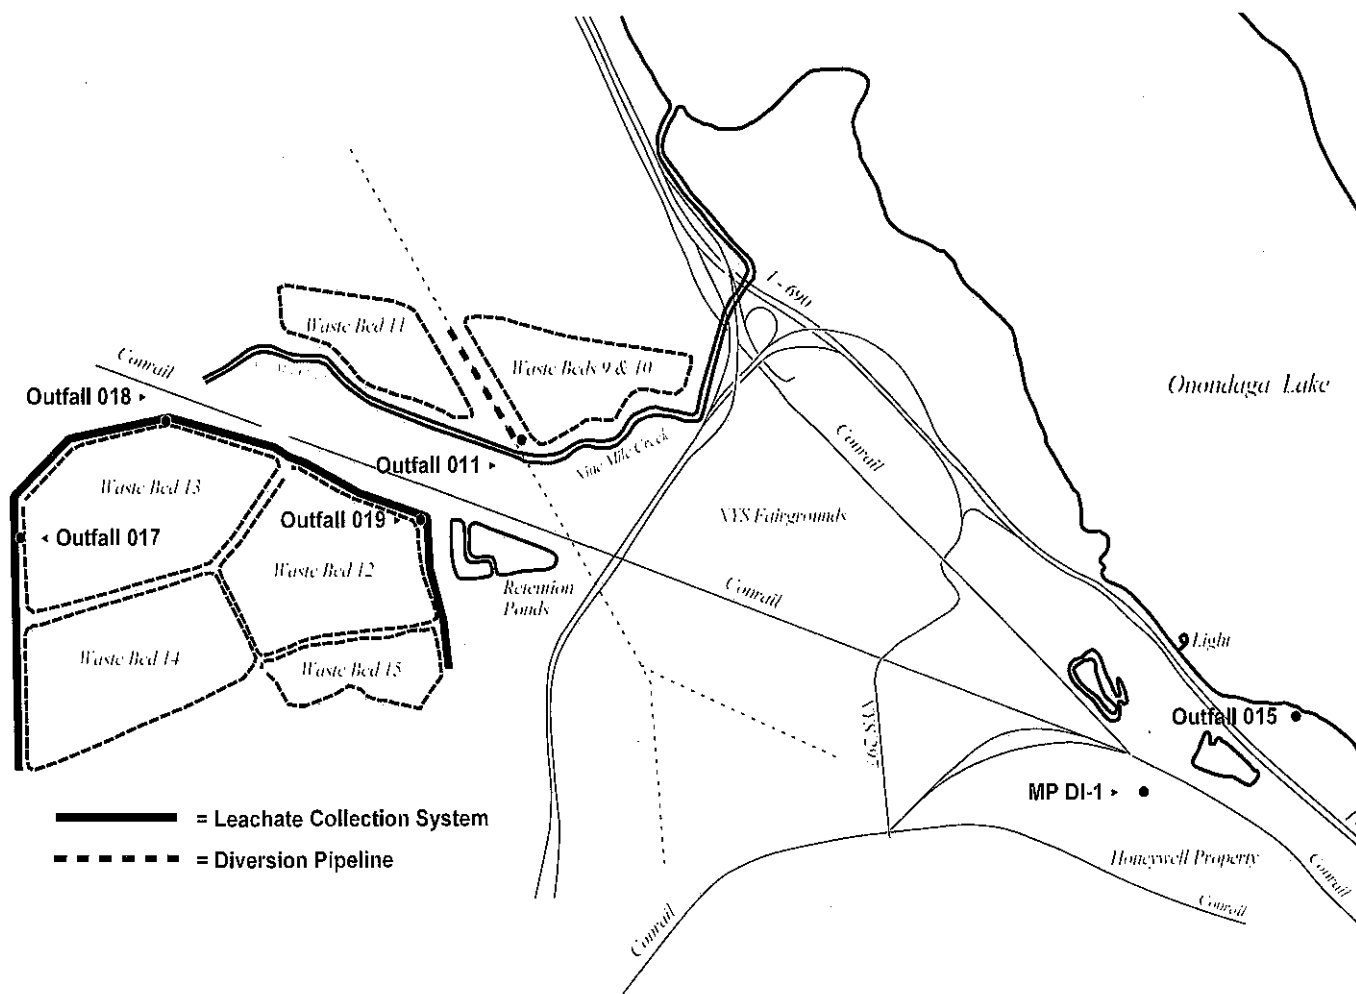 I - 690
Waste Bed 11
Conrail
Waste Beds 9 & 10
Onondaga Lake
Outfall 018
Conrail
Nine Mile Creek
Outfall 011
Waste Bed 13
Outfall 019
NYS Fairgrounds
Outfall 017
Waste Bed 12
Retention
Ponds
Conrail
Light
Waste Bed 14
Waste Bed 15
Outfall 015
NYS 297
MP DI-1
= Leachate Collection System
= Diversion Pipeline
Honeywell Property
Conrail
Conrail
Conrail